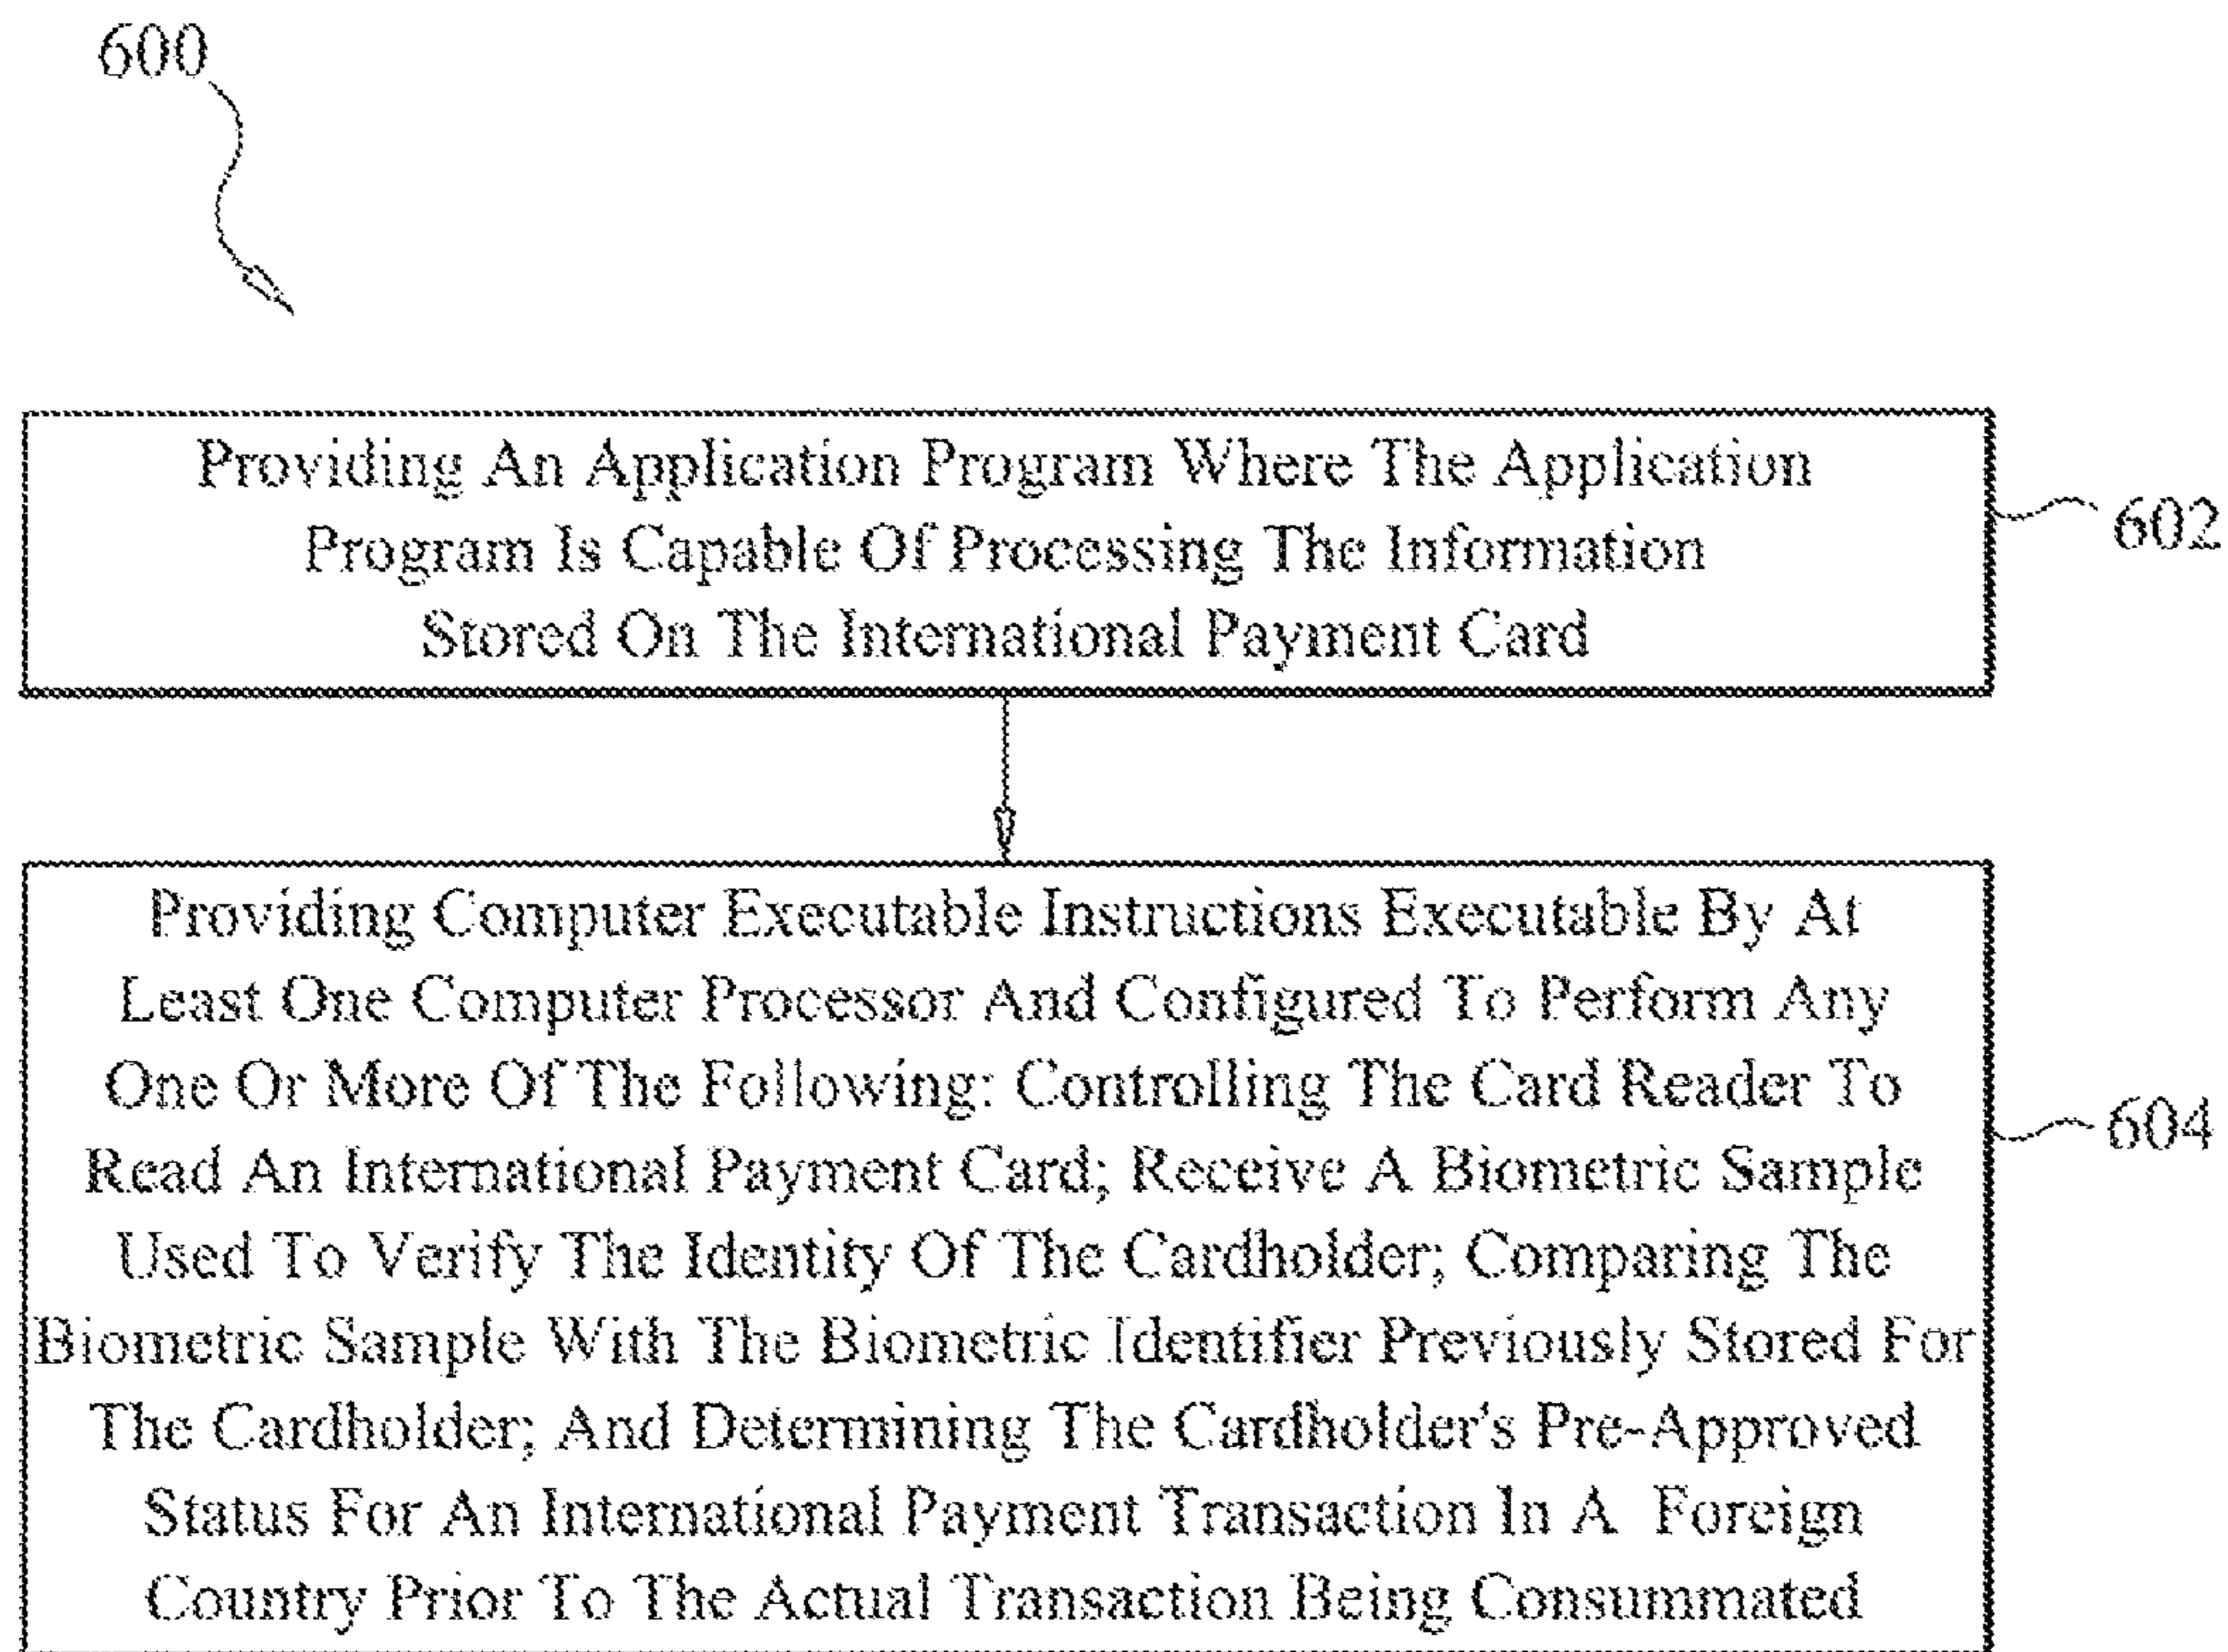 600
Providing An Application Program Where The Application
Program Is Capable Of Processing The Information
Stored On The International Payment Card
602
Providing Computer Executable Instructions Executable By At
Least One Computer Processor And Configured To Perform Any
One Or More Of The Following: Controlling The Card Reader To
Read An International Payment Card; Receive A Biometric Sample
Used To Verify The Identity Of The Cardholder; Comparing The
Biometric Sample With The Biometric Identifier Previously Stored For
The Cardholder; And Determining The Cardholder's Pre-Approved
Status For An International Payment Transaction In A Foreign
Country Prior To The Actual Transaction Being Consummated
604